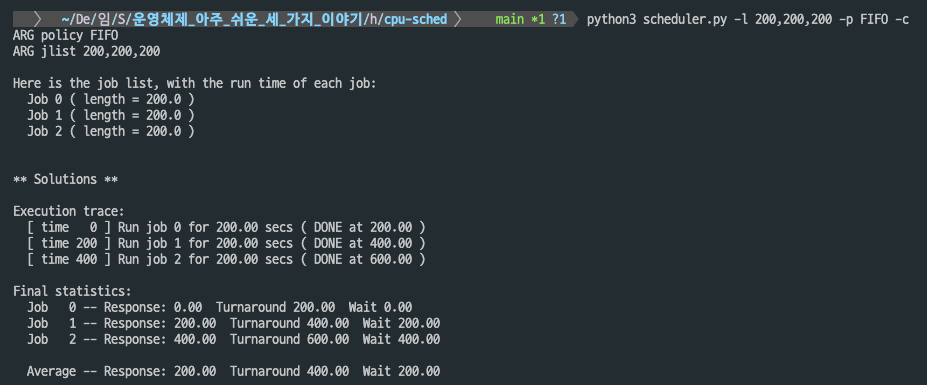 ~/De/임/S/운영체제_아주_쉬운_세_가지_이야기/h/cpu-sched main *1 ?1 python3 scheduler.py -l 200,200,200 -p FIFO -c
ARG policy FIFO
ARG jlist 200,200,200
Here is the job list, with the run time of each job:
Job 0 ( length = 200.0 )
Job 1 ( length = 200.0 )
Job 2 ( length = 200.0 )
** Solutions **
Execution trace:
[ time   0 ] Run job 0 for 200.00 secs ( DONE at 200.00 )
[ time 200 ] Run job 1 for 200.00 secs ( DONE at 400.00 )
[ time 400 ] Run job 2 for 200.00 secs ( DONE at 600.00 )
Final statistics:
Job   0 -- Response: 0.00  Turnaround 200.00  Wait 0.00
Job   1 -- Response: 200.00  Turnaround 400.00  Wait 200.00
Job   2 -- Response: 400.00  Turnaround 600.00  Wait 400.00
Average -- Response: 200.00  Turnaround 400.00  Wait 200.00